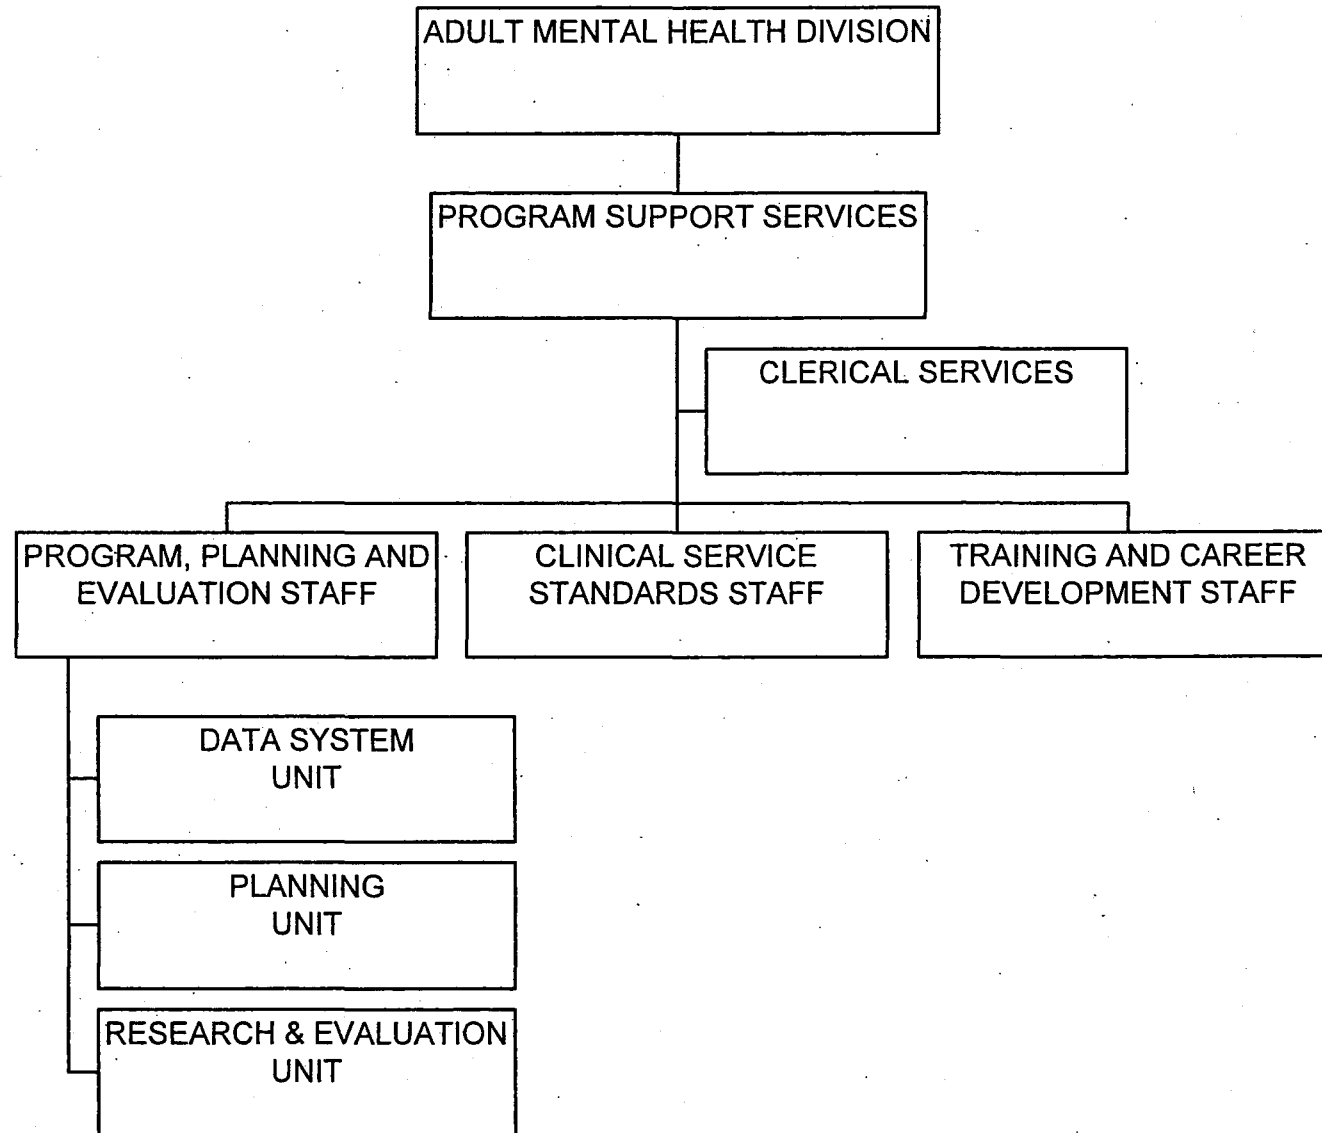 ADULT MENTAL HEALTH DIVISION
PROGRAM SUPPORT SERVICES
CLERICAL SERVICES
PROGRAM, PLANNING AND
EVALUATION STAFF
CLINICAL SERVICE
STANDARDS STAFF
TRAINING AND CAREER
DEVELOPMENT STAFF
DATA SYSTEM
UNIT
PLANNING
UNIT
RESEARCH & EVALUATION
UNIT